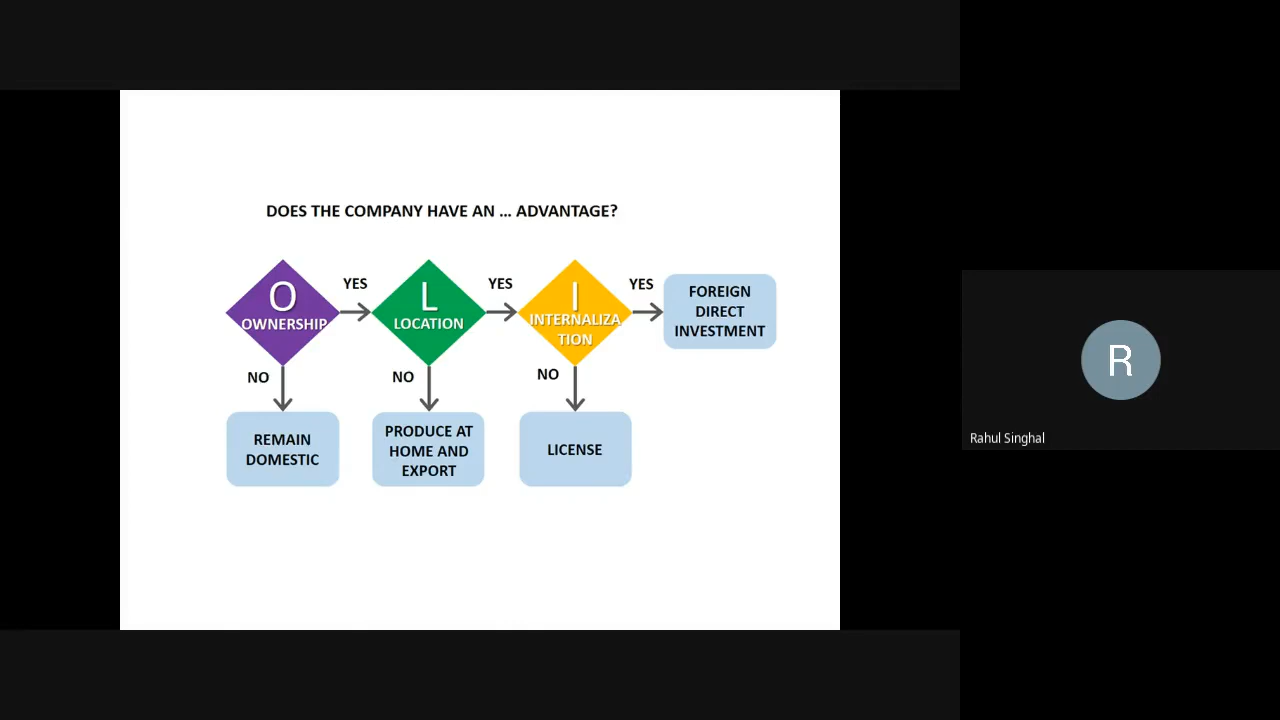 DOES THE COMPANY HAVE AN ... ADVANTAGE?
O
OWNERSHIP
YES
L
LOCATION
YES
I
INTERNALIZA
TION
YES
FOREIGN
DIRECT
INVESTMENT
NO
REMAIN
DOMESTIC
NO
PRODUCE AT
HOME AND
EXPORT
NO
LICENSE
R
Rahul Singhal